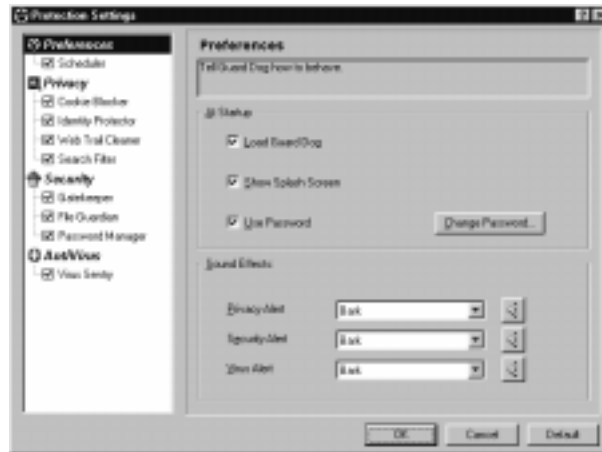 Protection Settings
Preferences
Scheduler
Privacy
Cookie Blocker
Identity Protector
Web Trail Cleaner
Search Filter
Security
Gatekeeper
File Guardian
Password Manager
AntiVirus
Virus Sentry
Preferences
Tell Guard Dog how to behave.
At Startup
Load Guard Dog
Show Splash Screen
Use Password
Change Password...
Sound Effects
Privacy Alert
Bark
Security Alert
Bark
Virus Alert
Bark
OK
Cancel
Default